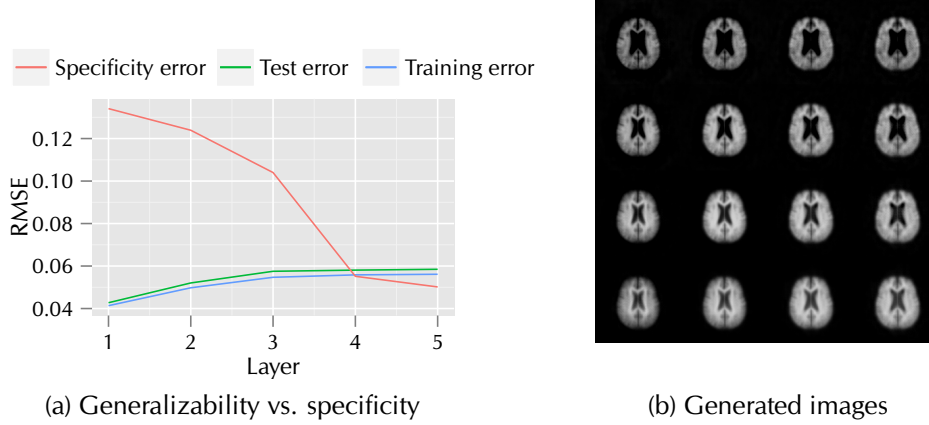 Specificity error Test error Training error
0.12
0.10
0.08
0.06
0.04
RMSE
1 2 3 4 5
Layer
(a) Generalizability vs. specificity
(b) Generated images